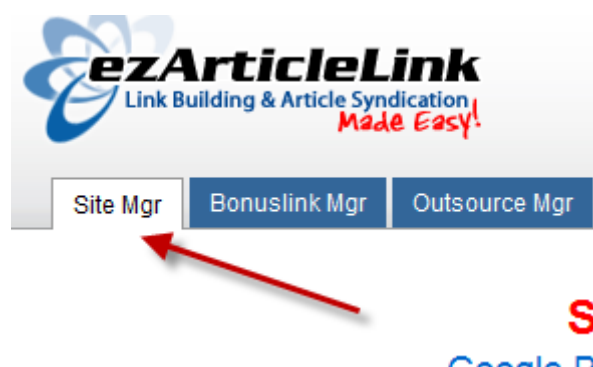 ezArticleLink
Link Building & Article Syndication
Made Easy!
Site Mgr
Bonuslink Mgr
Outsource Mgr
S